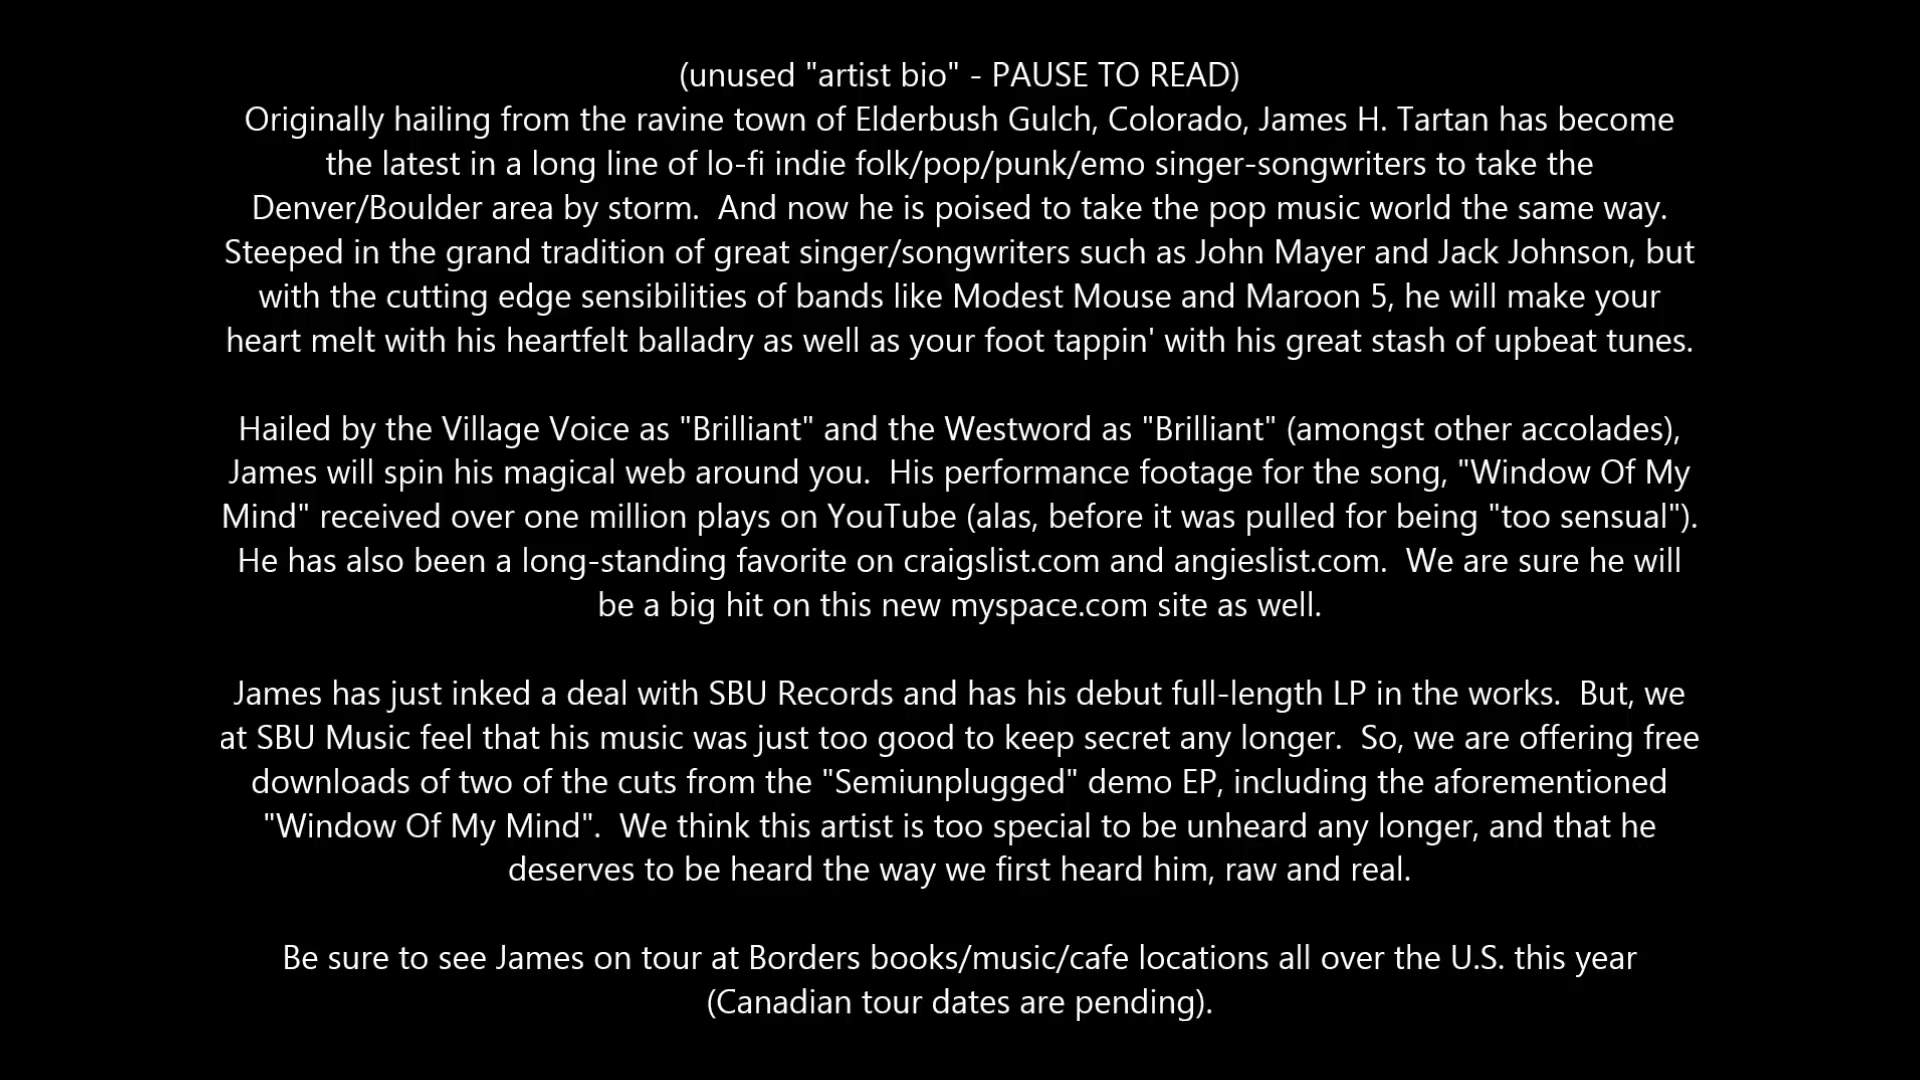 (unused "artist bio" - PAUSE TO READ)
Originally hailing from the ravine town of Elderbush Gulch, Colorado, James H. Tartan has become
the latest in a long line of lo-fi indie folk/pop/punk/emo singer-songwriters to take the
Denver/Boulder area by storm.  And now he is poised to take the pop music world the same way.
Steeped in the grand tradition of great singer/songwriters such as John Mayer and Jack Johnson, but
with the cutting edge sensibilities of bands like Modest Mouse and Maroon 5, he will make your
heart melt with his heartfelt balladry as well as your foot tappin' with his great stash of upbeat tunes.

Hailed by the Village Voice as "Brilliant" and the Westword as "Brilliant" (amongst other accolades),
James will spin his magical web around you.  His performance footage for the song, "Window Of My
Mind" received over one million plays on YouTube (alas, before it was pulled for being "too sensual").
He has also been a long-standing favorite on craigslist.com and angieslist.com.  We are sure he will
be a big hit on this new myspace.com site as well.

James has just inked a deal with SBU Records and has his debut full-length LP in the works.  But, we
at SBU Music feel that his music was just too good to keep secret any longer.  So, we are offering free
downloads of two of the cuts from the "Semiunplugged" demo EP, including the aforementioned
"Window Of My Mind".  We think this artist is too special to be unheard any longer, and that he
deserves to be heard the way we first heard him, raw and real.

Be sure to see James on tour at Borders books/music/cafe locations all over the U.S. this year
(Canadian tour dates are pending).